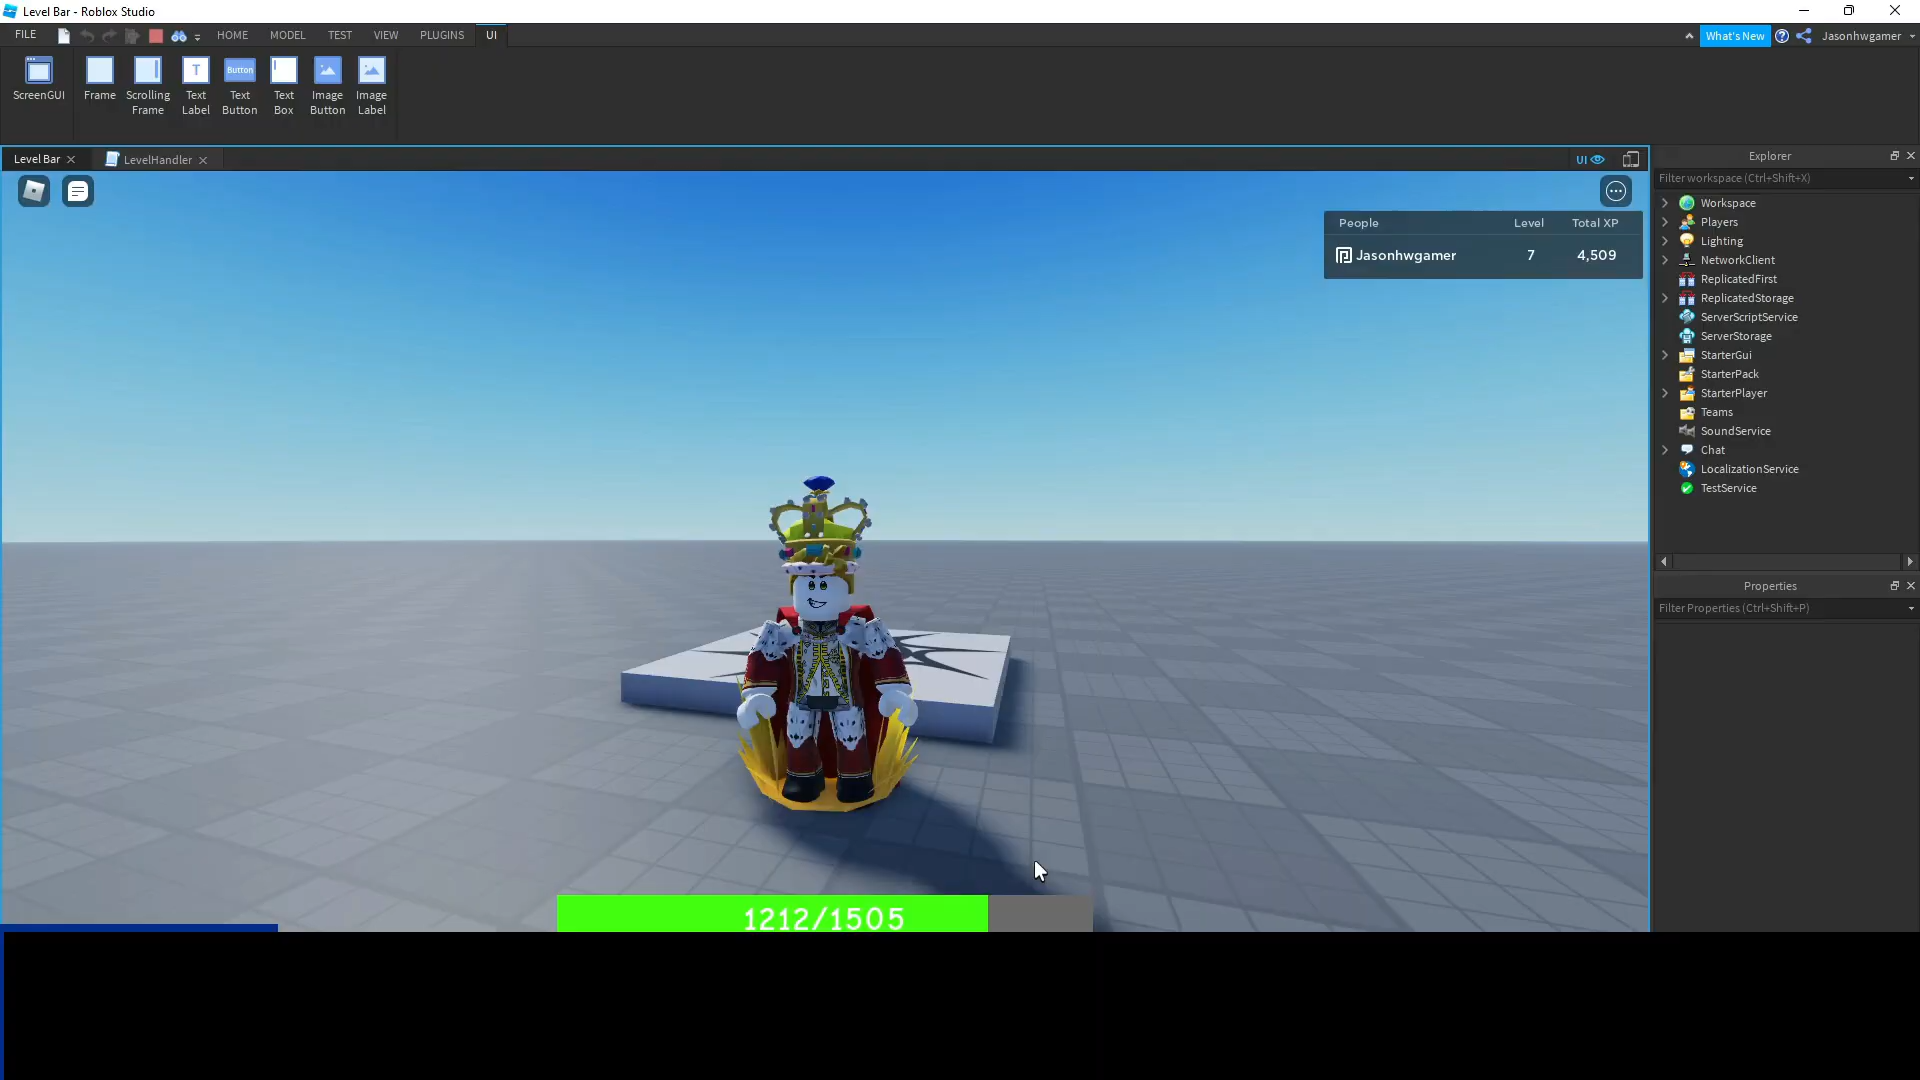 Level Bar - Roblox Studio
FILE HOME MODEL TEST VIEW PLUGINS UI What's New Jasonhwgamer
ScreenGUI
Frame
Scrolling Frame
Text Label
Button
Text Button
Text Box
Image Button
Image Label
Level Bar LevelHandler UI
People Level Total XP
Jasonhwgamer 7 4,509
1212/1505
Explorer
Filter workspace (Ctrl+Shift+X)
Workspace
Players
Lighting
NetworkClient
ReplicatedFirst
ReplicatedStorage
ServerScriptService
ServerStorage
StarterGui
StarterPack
StarterPlayer
Teams
SoundService
Chat
LocalizationService
TestService
Properties
Filter Properties (Ctrl+Shift+P)